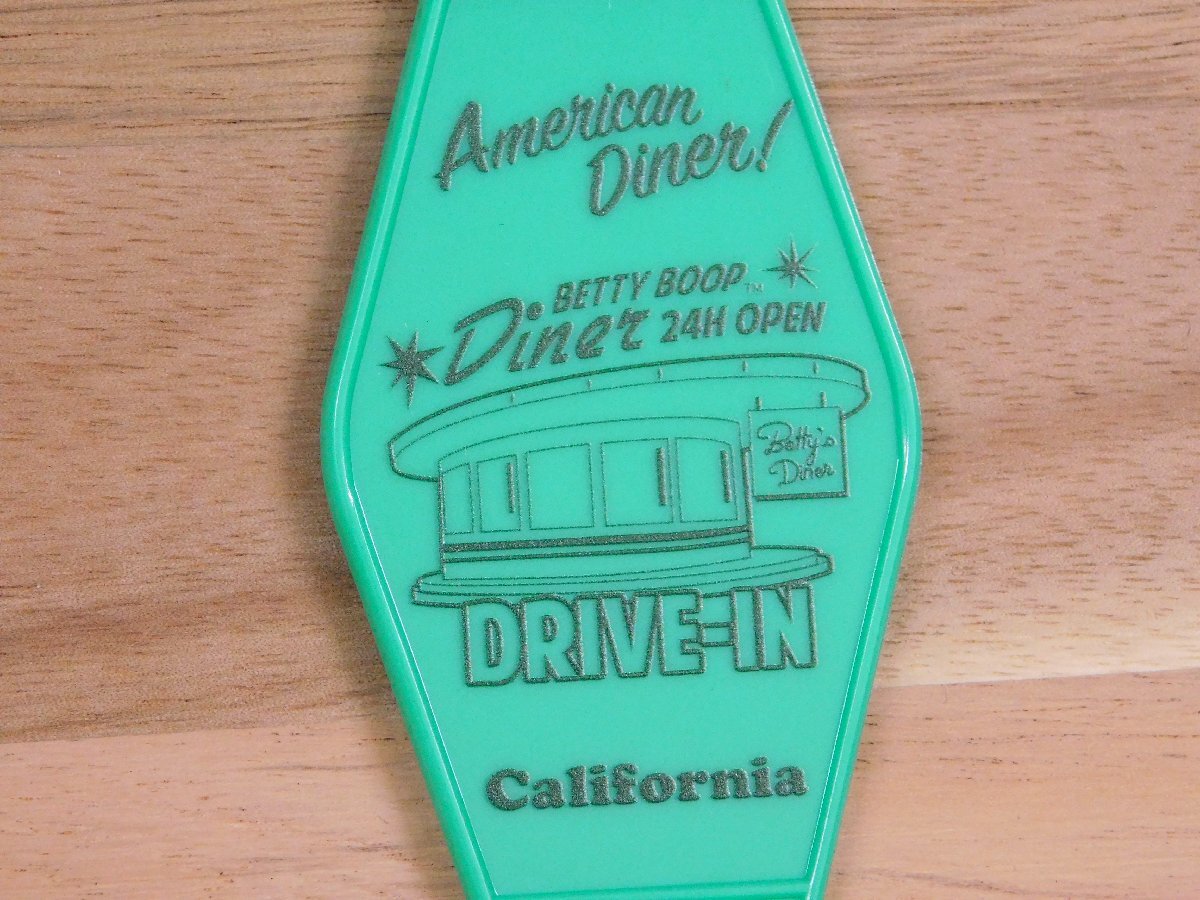 American
Diner!
BETTY BOOP™
Diner 24H OPEN
Betty's
Diner
DRIVE-IN
California